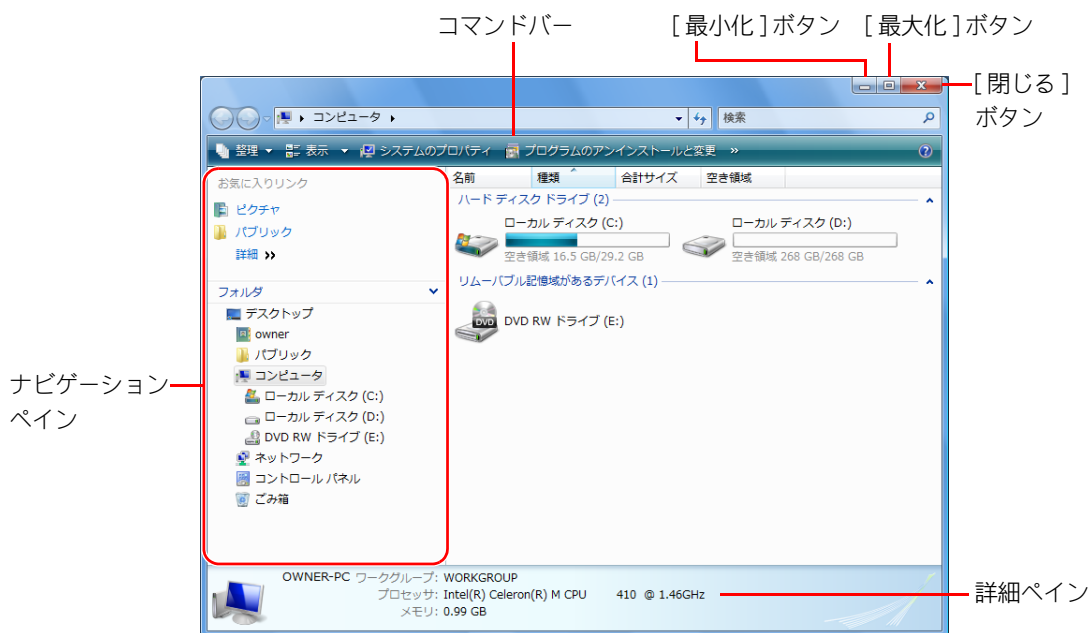 コマンドバー
[最小化]ボタン
[最大化]ボタン
[閉じる]
ボタン
コンピュータ
検索
整理 表示 システムのプロパティ プログラムのアンインストールと変更 »
お気に入りリンク
ピクチャ
パブリック
詳細 »
フォルダ
デスクトップ
owner
パブリック
コンピュータ
ローカル ディスク (C:)
ローカル ディスク (D:)
DVD RW ドライブ (E:)
ネットワーク
コントロール パネル
ごみ箱
名前 種類 合計サイズ 空き領域
ハード ディスク ドライブ (2)
ローカル ディスク (C:)
空き領域 16.5 GB/29.2 GB
ローカル ディスク (D:)
空き領域 268 GB/268 GB
リムーバブル記憶域があるデバイス (1)
DVD RW ドライブ (E:)
DVD
ナビゲーション
ペイン
OWNER-PC ワークグループ: WORKGROUP
プロセッサ: Intel(R) Celeron(R) M CPU 410 @ 1.46GHz
メモリ: 0.99 GB
詳細ペイン